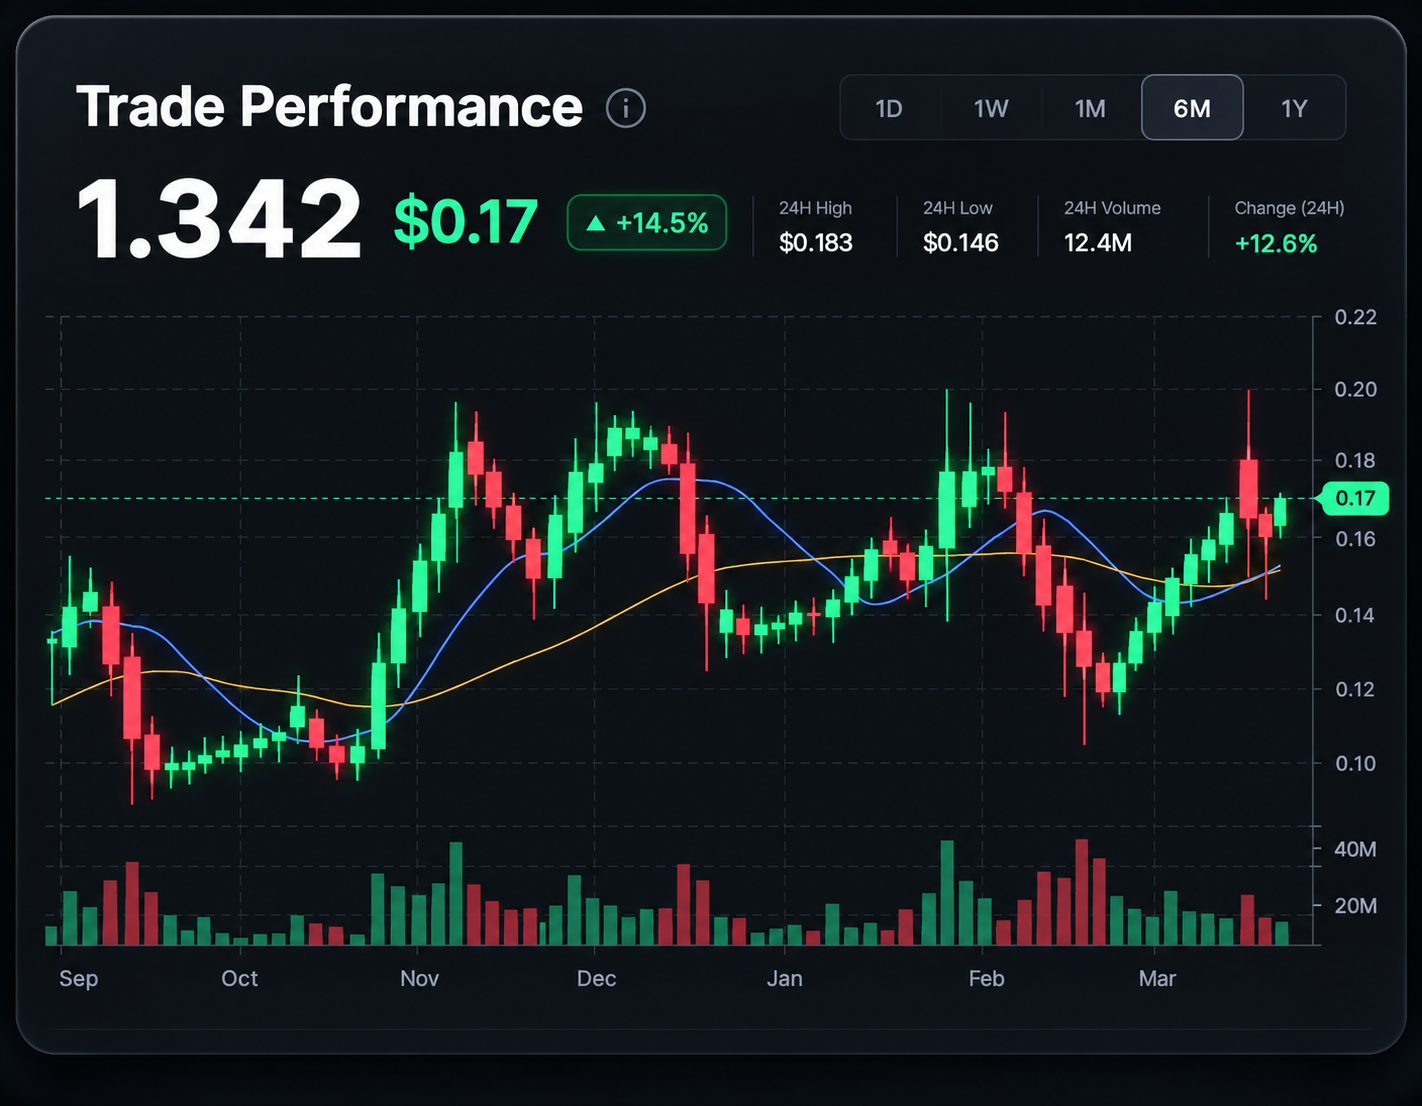 Trade Performance
1D 1W 1M 6M 1Y
1.342 $0.17 ▲ +14.5%
24H High 24H Low 24H Volume Change (24H)
$0.183 $0.146 12.4M +12.6%
0.22
0.20
0.18
0.17
0.16
0.14
0.12
0.10
40M
20M
Sep Oct Nov Dec Jan Feb Mar